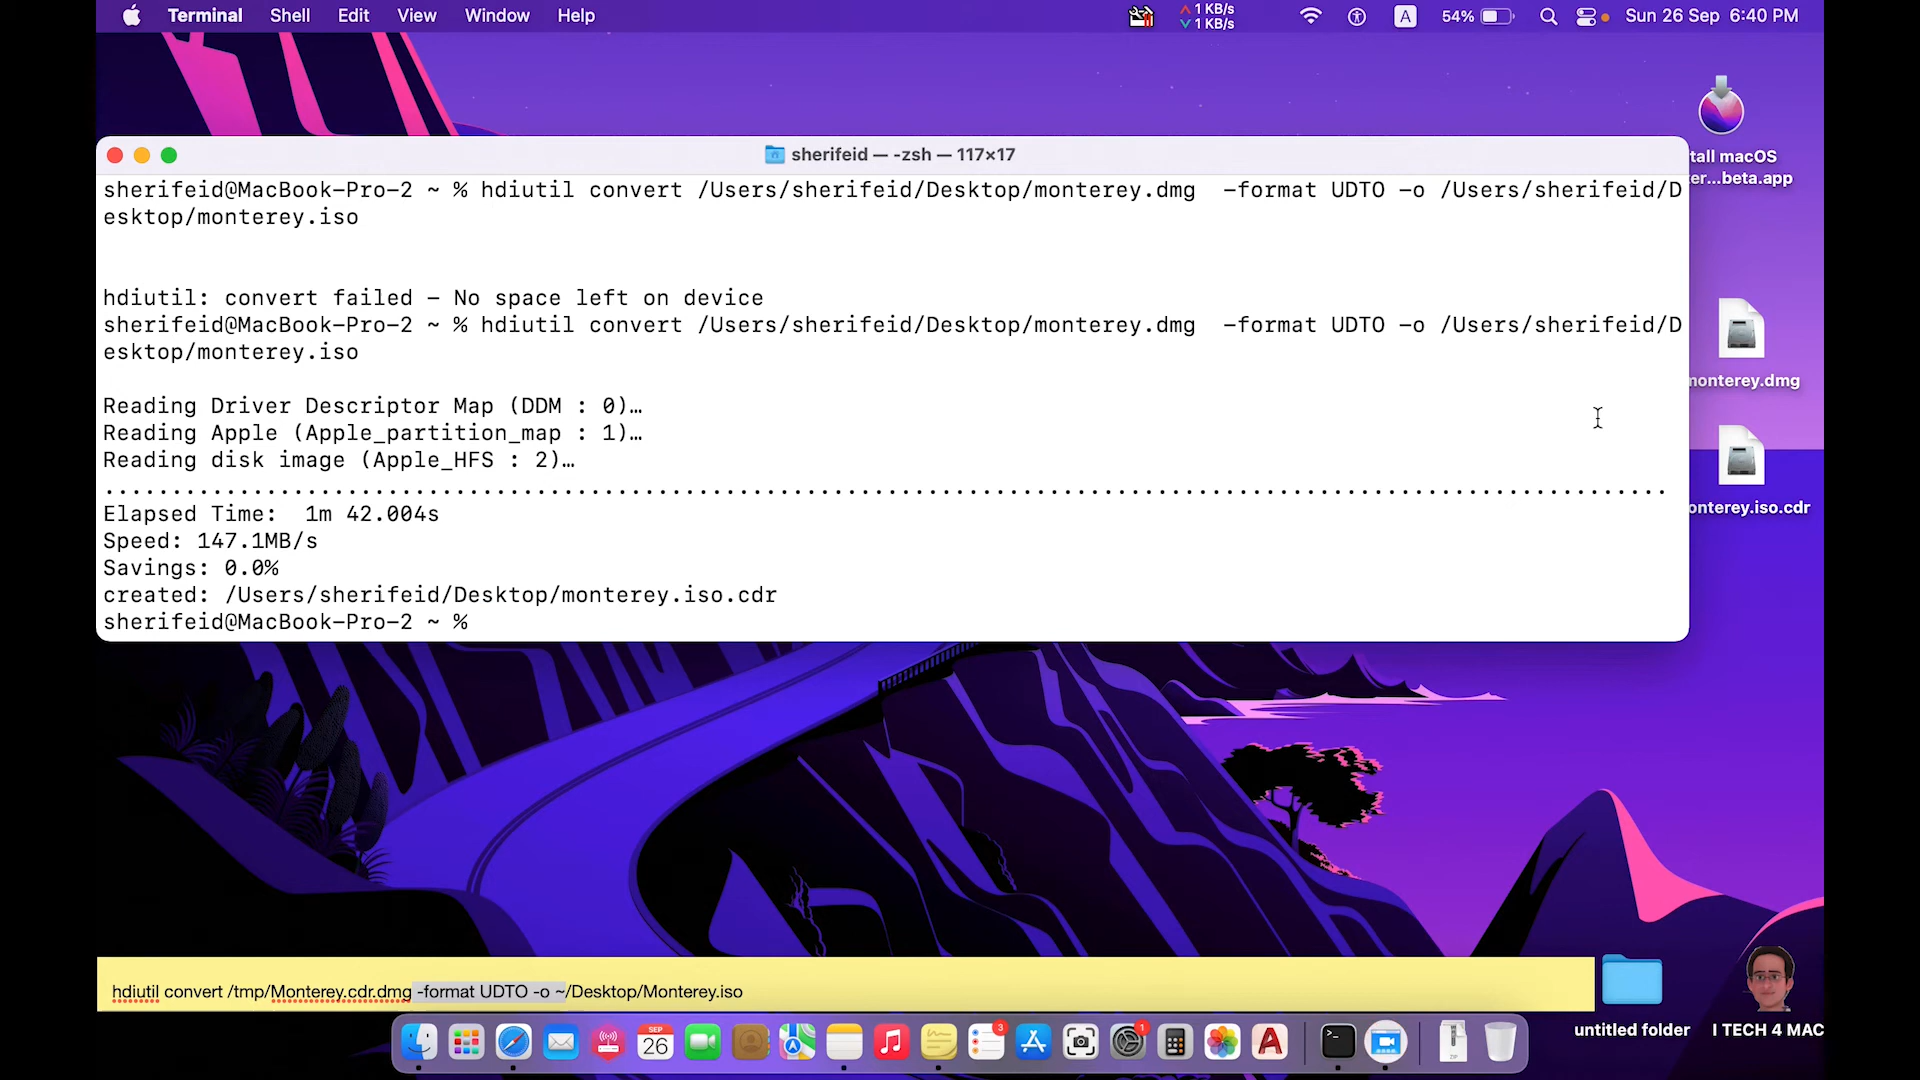 Terminal Shell Edit View Window Help
1 KB/s
1 KB/s
A 54% Sun 26 Sep 6:40 PM
sherifeid — -zsh — 117×17
sherifeid@MacBook-Pro-2 ~ % hdiutil convert /Users/sherifeid/Desktop/monterey.dmg  -format UDTO -o /Users/sherifeid/D
esktop/monterey.iso
hdiutil: convert failed - No space left on device
sherifeid@MacBook-Pro-2 ~ % hdiutil convert /Users/sherifeid/Desktop/monterey.dmg  -format UDTO -o /Users/sherifeid/D
esktop/monterey.iso
Reading Driver Descriptor Map (DDM : 0)…
Reading Apple (Apple_partition_map : 1)…
Reading disk image (Apple_HFS : 2)…
.....................................................................................................................
Elapsed Time:  1m 42.004s
Speed: 147.1MB/s
Savings: 0.0%
created: /Users/sherifeid/Desktop/monterey.iso.cdr
sherifeid@MacBook-Pro-2 ~ %
tall macOS
er...beta.app
onterey.dmg
onterey.iso.cdr
hdiutil convert /tmp/Monterey.cdr.dmg -format UDTO -o ~/Desktop/Monterey.iso
untitled folder
I TECH 4 MAC
SEP
26
3
1
ZIP